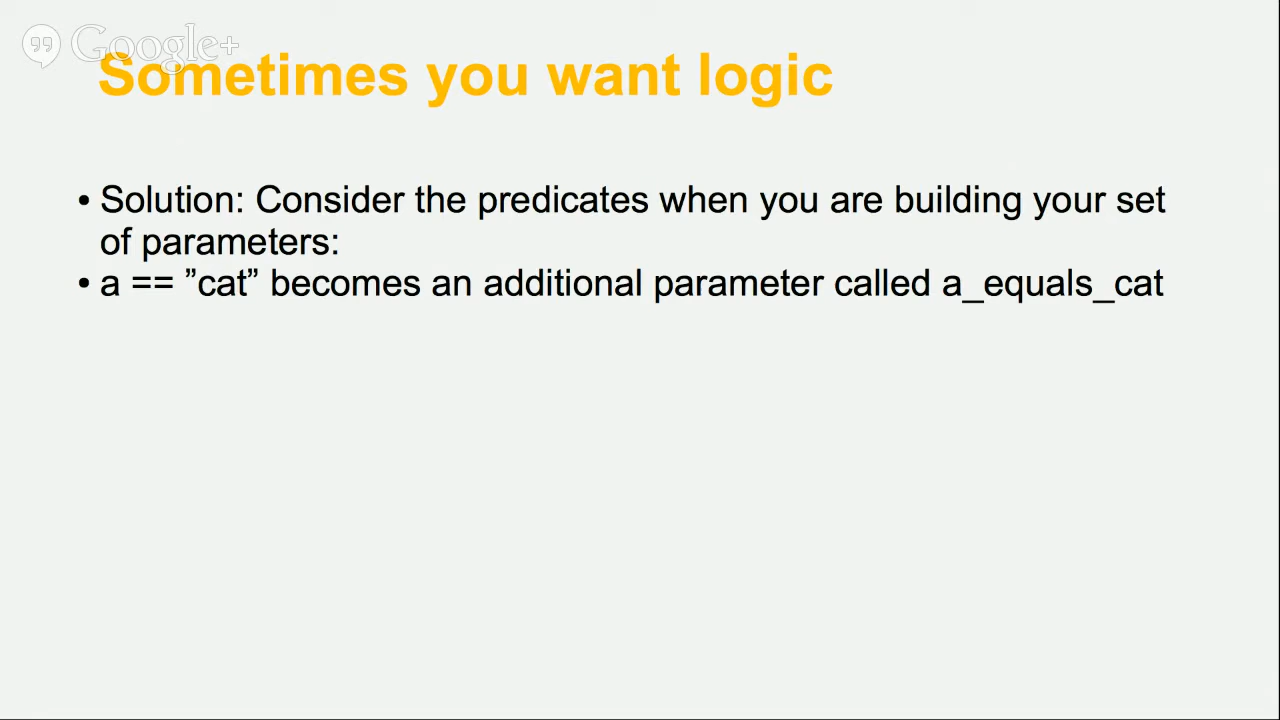 Google+
Sometimes you want logic
• Solution: Consider the predicates when you are building your set
of parameters:
• a == ”cat” becomes an additional parameter called a_equals_cat